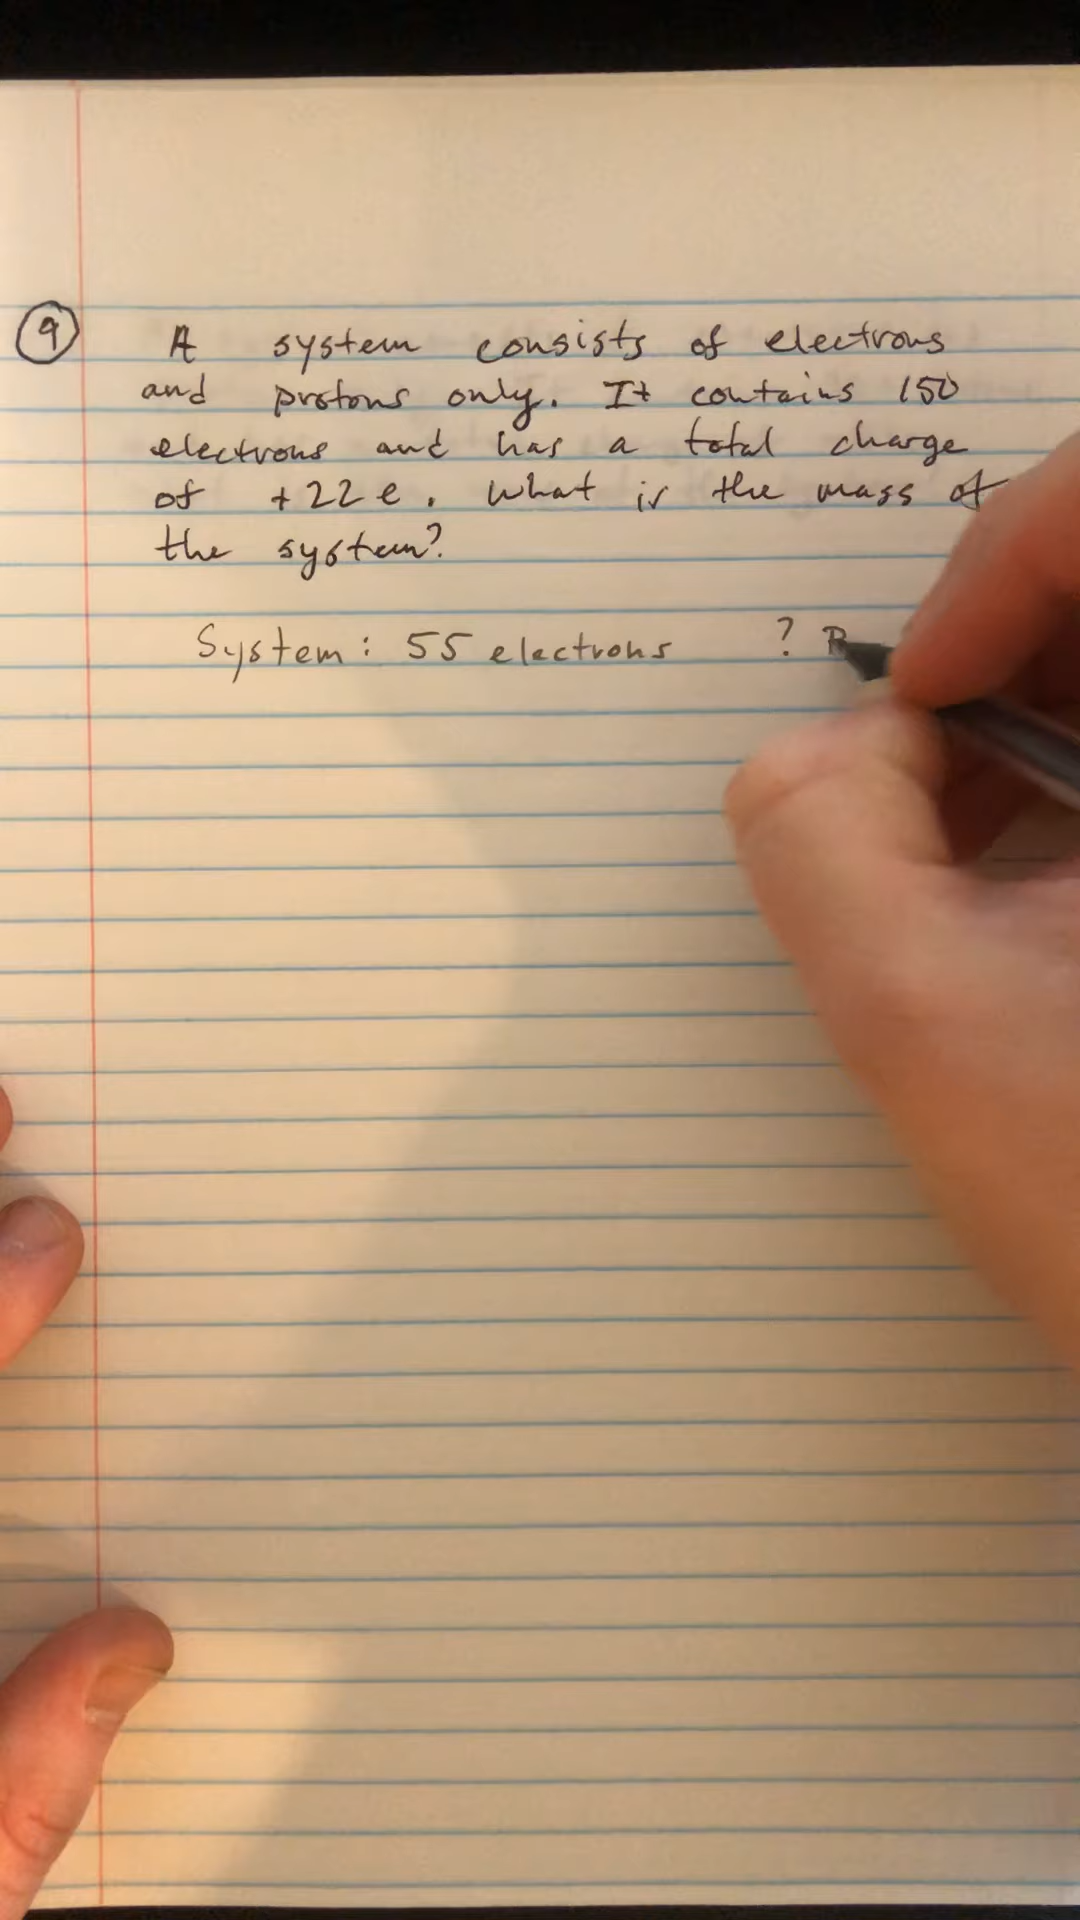 9
A system consists of electrons
and protons only. It contains 150
electrons and has a total charge
of +22e. What is the mass of
the system?
System: 55 electrons ? P